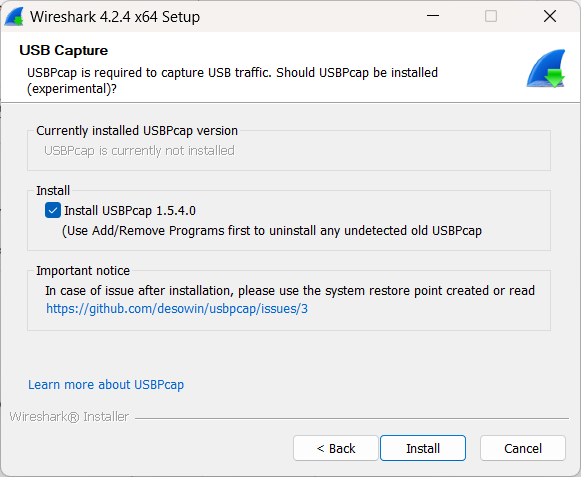 Wireshark 4.2.4 x64 Setup
USB Capture
USBPcap is required to capture USB traffic. Should USBPcap be installed
(experimental)?
Currently installed USBPcap version
USBPcap is currently not installed
Install
Install USBPcap 1.5.4.0
(Use Add/Remove Programs first to uninstall any undetected old USBPcap
Important notice
In case of issue after installation, please use the system restore point created or read
https://github.com/desowin/usbpcap/issues/3
Learn more about USBPcap
Wireshark® Installer
< Back
Install
Cancel